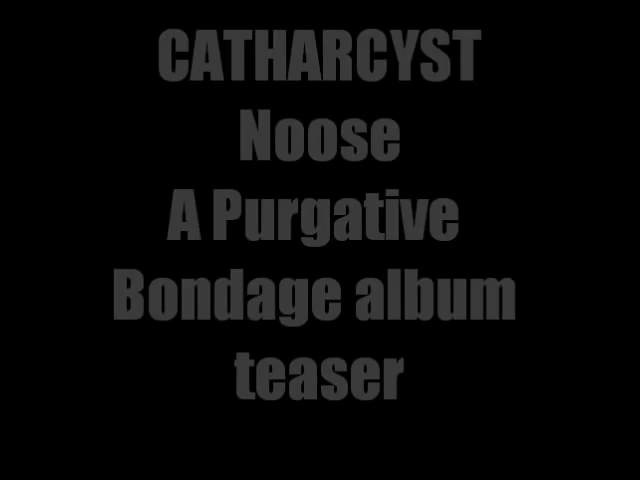 CATHARCYST
Noose
A Purgative
Bondage album
teaser